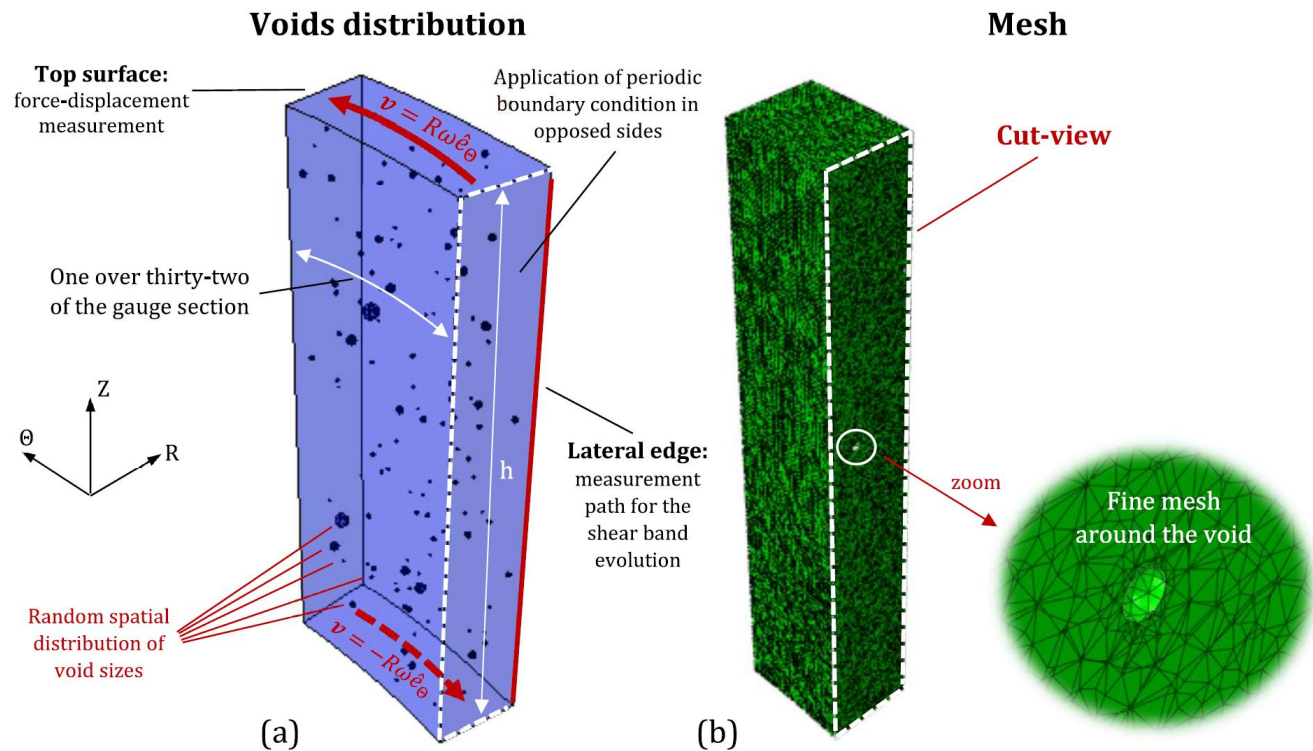 Voids distribution
Mesh
Top surface:
force-displacement
measurement
v = Rωê_Θ
Application of periodic
boundary condition in
opposed sides
Cut-view
One over thirty-two
of the gauge section
Z
Θ
R
h
Lateral edge:
measurement
path for the
shear band
evolution
zoom
Fine mesh
around the void
Random spatial
distribution of
void sizes
v = −Rωê_Θ
(a)
(b)